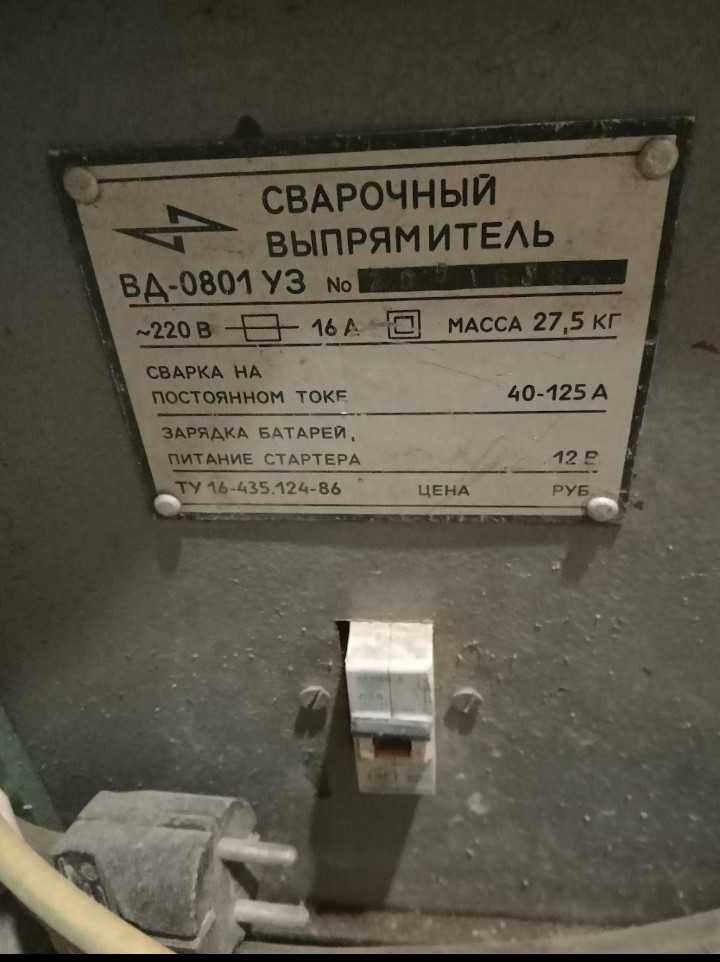 СВАРОЧНЫЙ
ВЫПРЯМИТЕЛЬ
ВД-0801 У3 №
~220 В 16 А МАССА 27,5 КГ
СВАРКА НА
ПОСТОЯННОМ ТОКЕ 40-125 А
ЗАРЯДКА БАТАРЕЙ,
ПИТАНИЕ СТАРТЕРА 12 В
ТУ 16-435.124-86 ЦЕНА РУБ